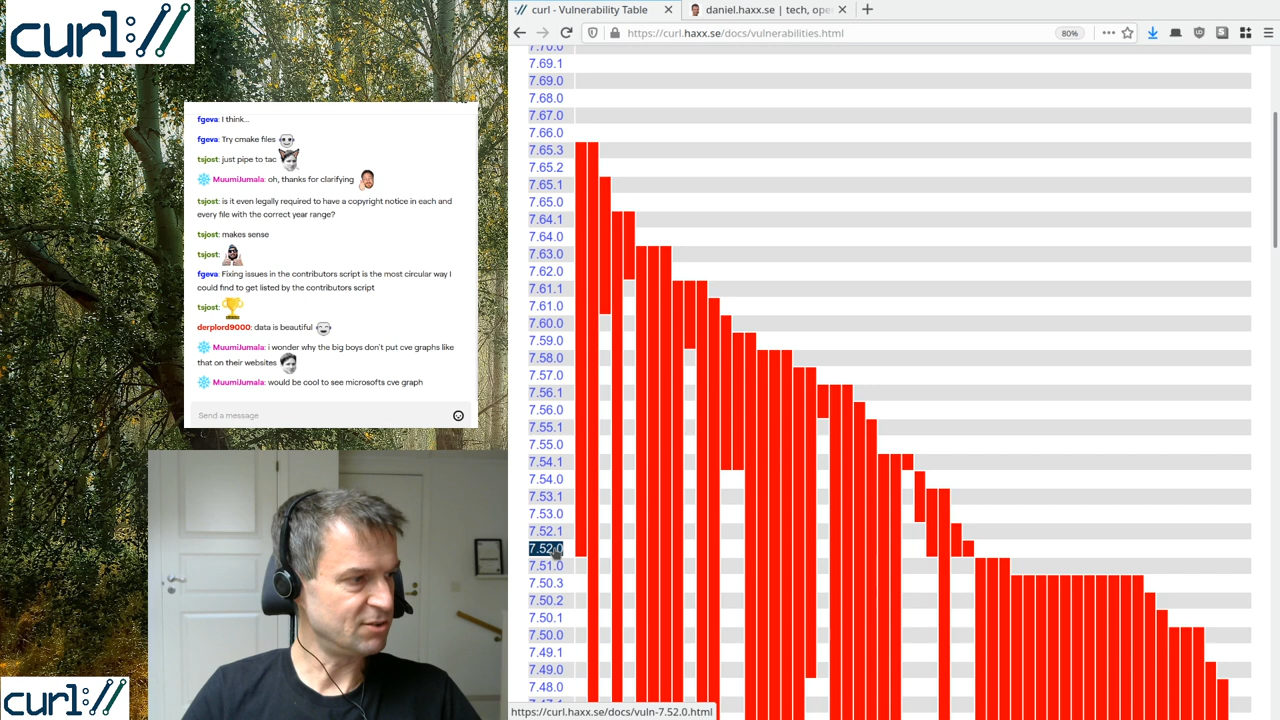 curl://
fgeva: I think...
fgeva: Try cmake files
tsjost: just pipe to tac
MuumiJumala: oh, thanks for clarifying
tsjost: is it even legally required to have a copyright notice in each and
every file with the correct year range?
tsjost: makes sense
tsjost:
fgeva: Fixing issues in the contributors script is the most circular way I
could find to get listed by the contributors script
tsjost:
derplord9000: data is beautiful
MuumiJumala: i wonder why the big boys don't put cve graphs like
that on their websites
MuumiJumala: would be cool to see microsofts cve graph
Send a message
curl://
curl - Vulnerability Table
daniel.haxx.se | tech, ope
https://curl.haxx.se/docs/vulnerabilities.html
80%
7.70.0
7.69.1
7.69.0
7.68.0
7.67.0
7.66.0
7.65.3
7.65.2
7.65.1
7.65.0
7.64.1
7.64.0
7.63.0
7.62.0
7.61.1
7.61.0
7.60.0
7.59.0
7.58.0
7.57.0
7.56.1
7.56.0
7.55.1
7.55.0
7.54.1
7.54.0
7.53.1
7.53.0
7.52.1
7.52.0
7.51.0
7.50.3
7.50.2
7.50.1
7.50.0
7.49.1
7.49.0
7.48.0
https://curl.haxx.se/docs/vuln-7.52.0.html